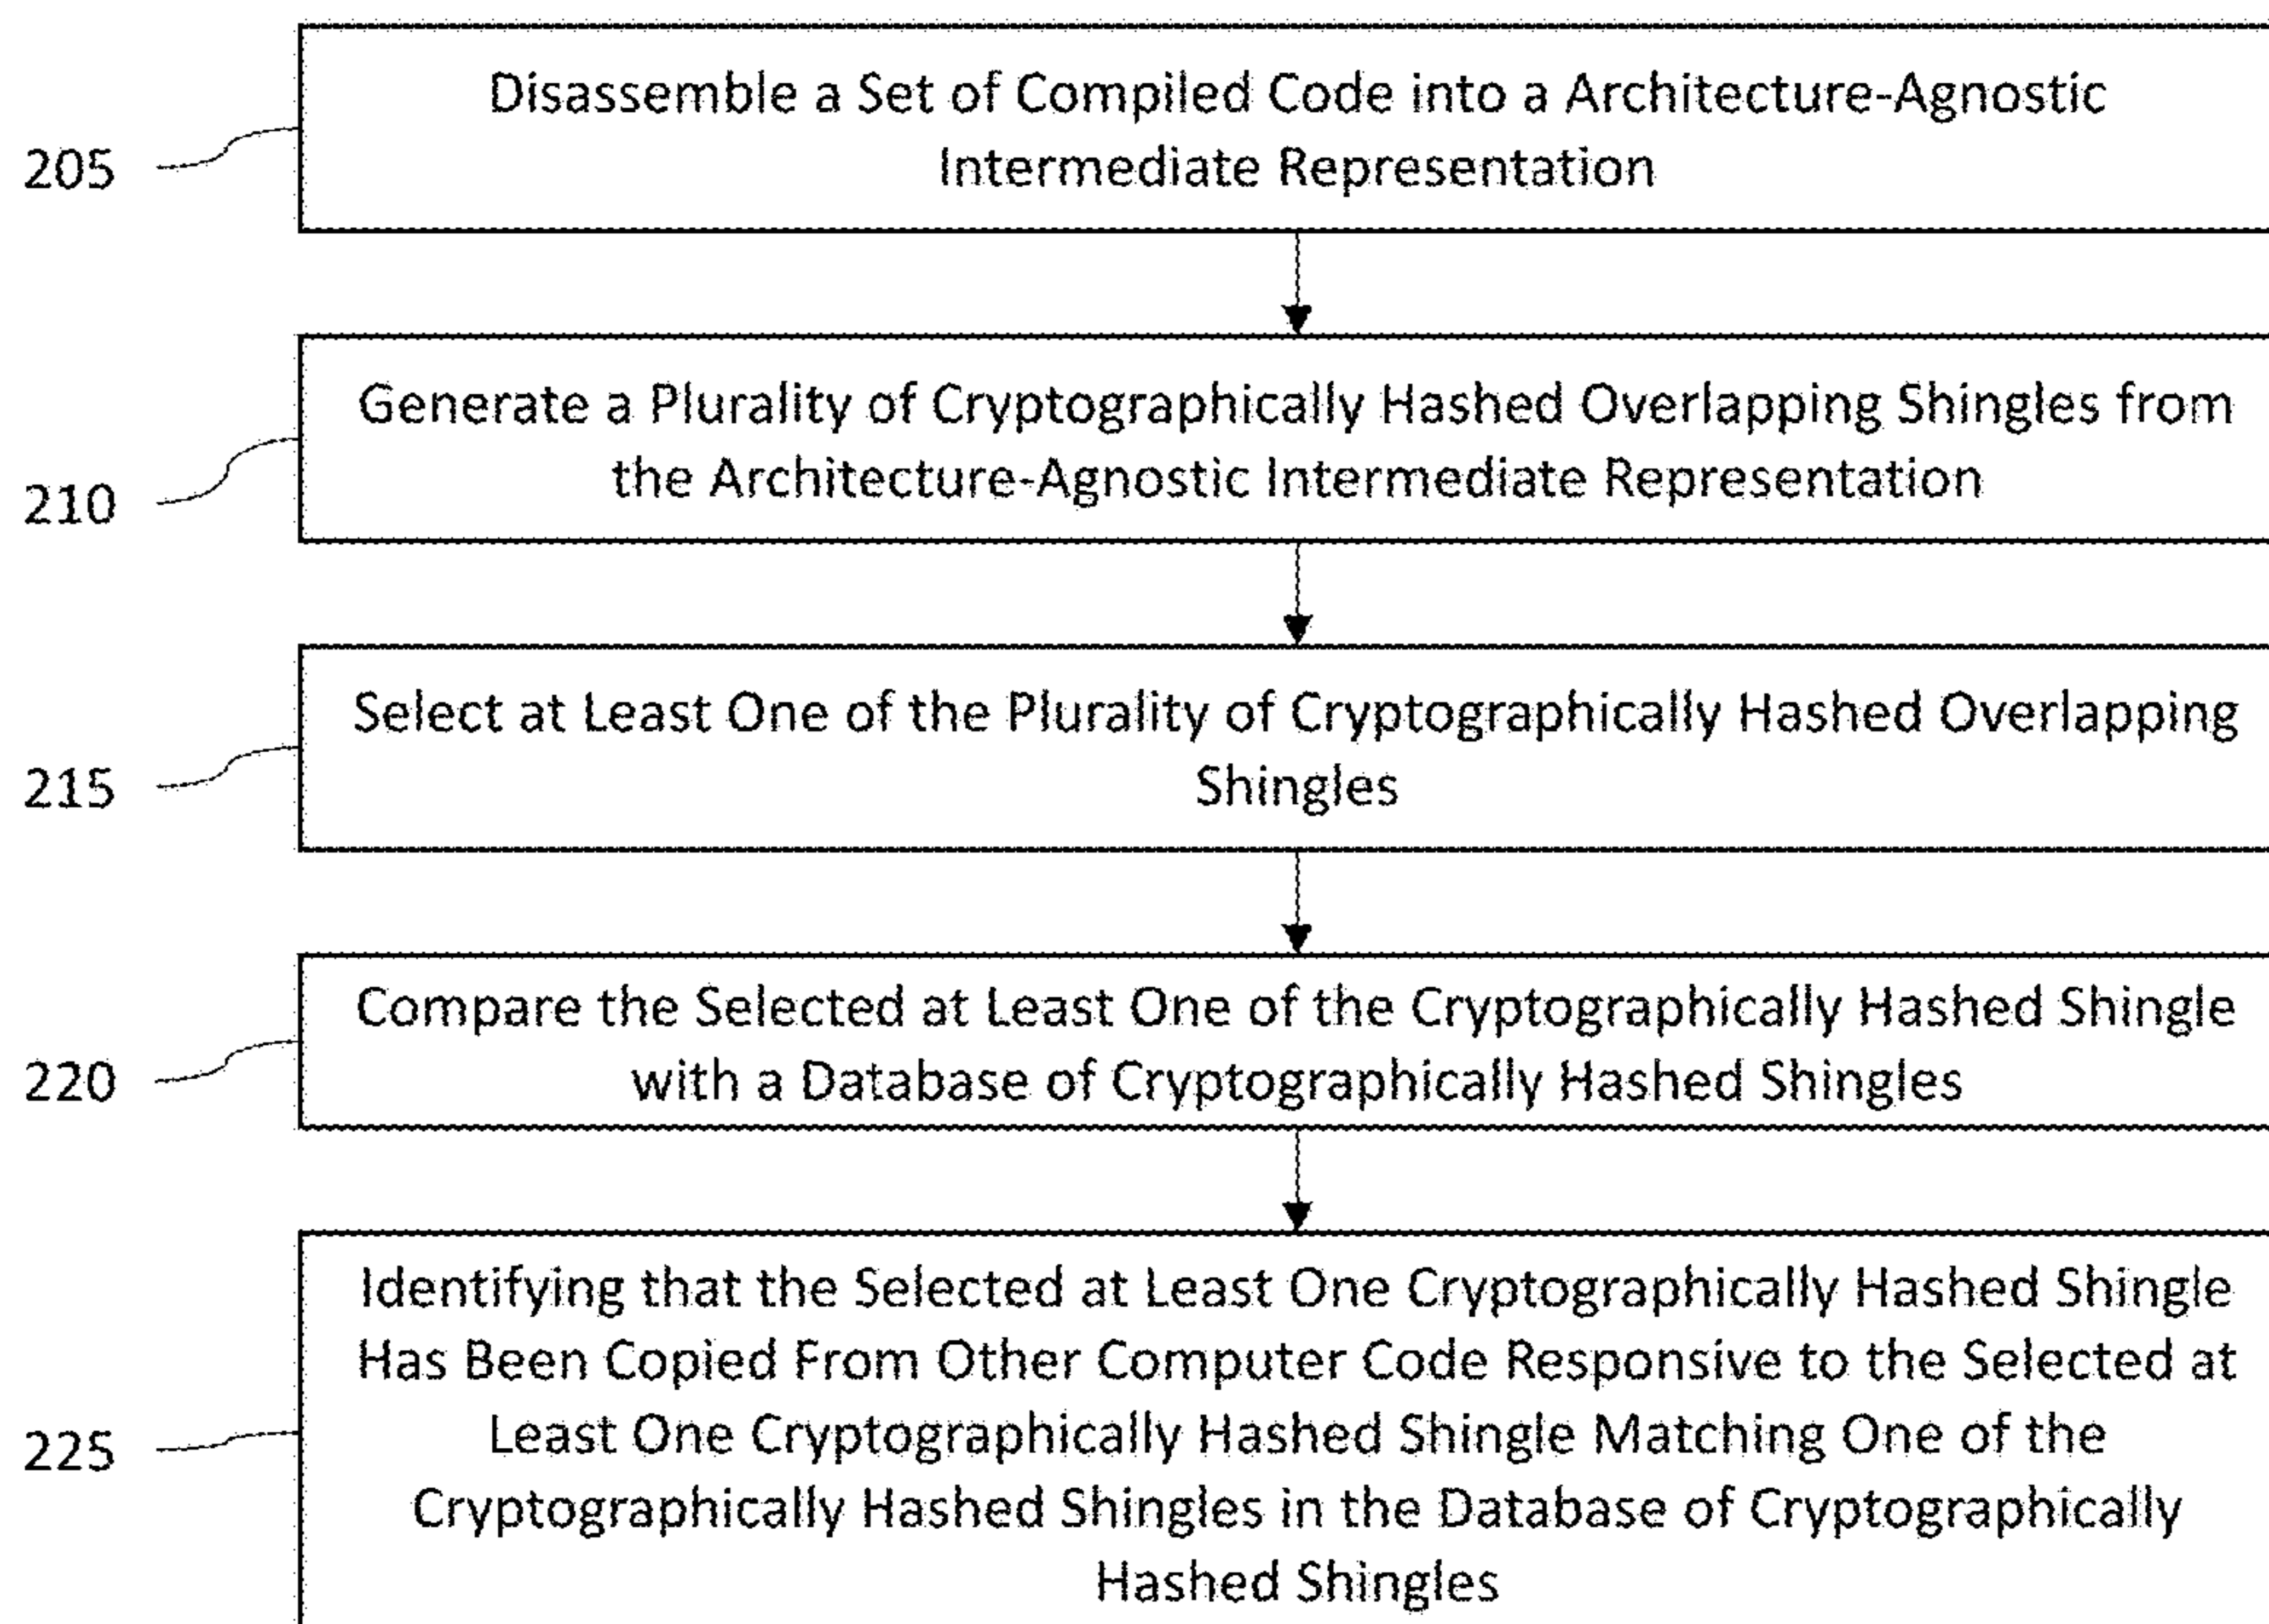 Disassemble a Set of Compiled Code into a Architecture-Agnostic
Intermediate Representation
205
Generate a Plurality of Cryptographically Hashed Overlapping Shingles from
the Architecture-Agnostic Intermediate Representation
210
Select at Least One of the Plurality of Cryptographically Hashed Overlapping
Shingles
215
Compare the Selected at Least One of the Cryptographically Hashed Shingle
with a Database of Cryptographically Hashed Shingles
220
Identifying that the Selected at Least One Cryptographically Hashed Shingle
Has Been Copied From Other Computer Code Responsive to the Selected at
Least One Cryptographically Hashed Shingle Matching One of the
225
Cryptographically Hashed Shingles in the Database of Cryptographically
Hashed Shingles